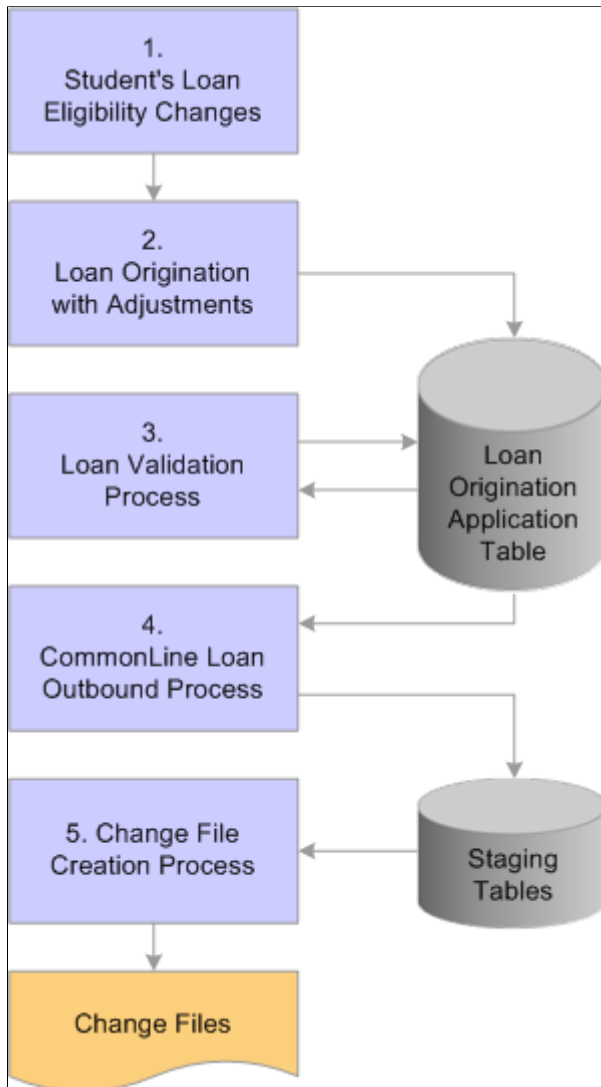 1.
Student's Loan
Eligibility Changes
2.
Loan Origination
with Adjustments
3.
Loan Validation
Process
Loan
Origination
Application
Table
4.
CommonLine Loan
Outbound Process
5. Change File
Creation Process
Staging
Tables
Change Files